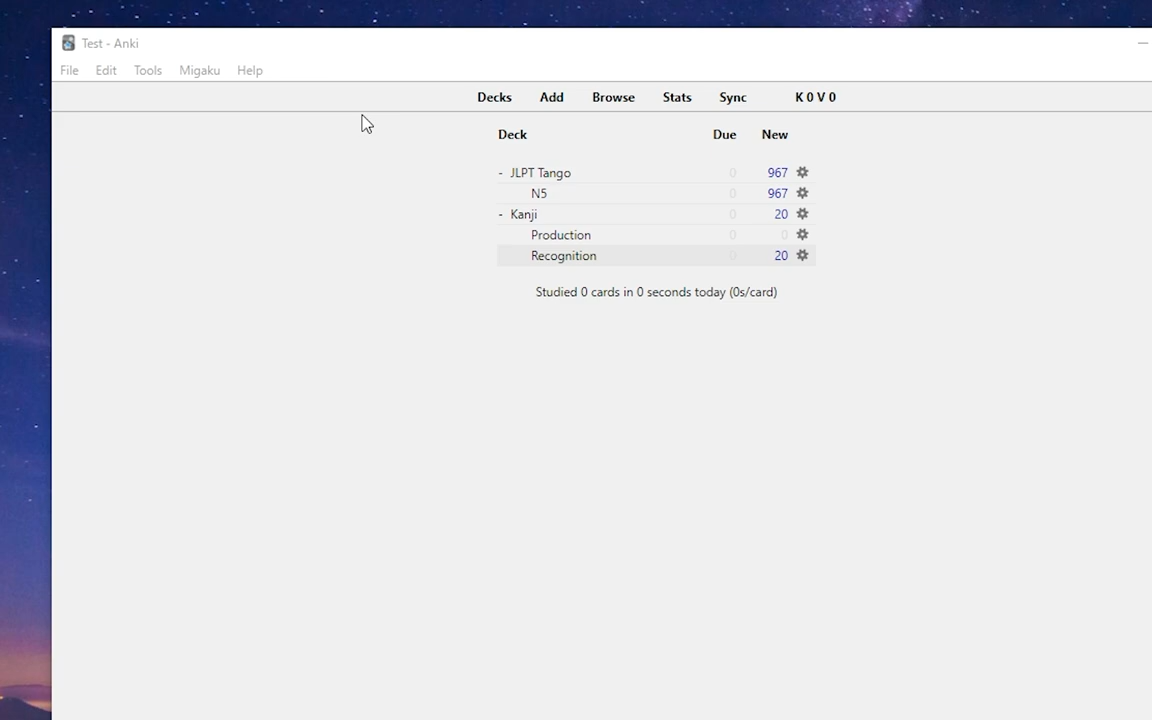 Test - Anki
File Edit Tools Migaku Help
Decks Add Browse Stats Sync K 0 V 0
Deck Due New
- JLPT Tango 0 967
N5 0 967
- Kanji 0 20
Production 0 0
Recognition 0 20
Studied 0 cards in 0 seconds today (0s/card)